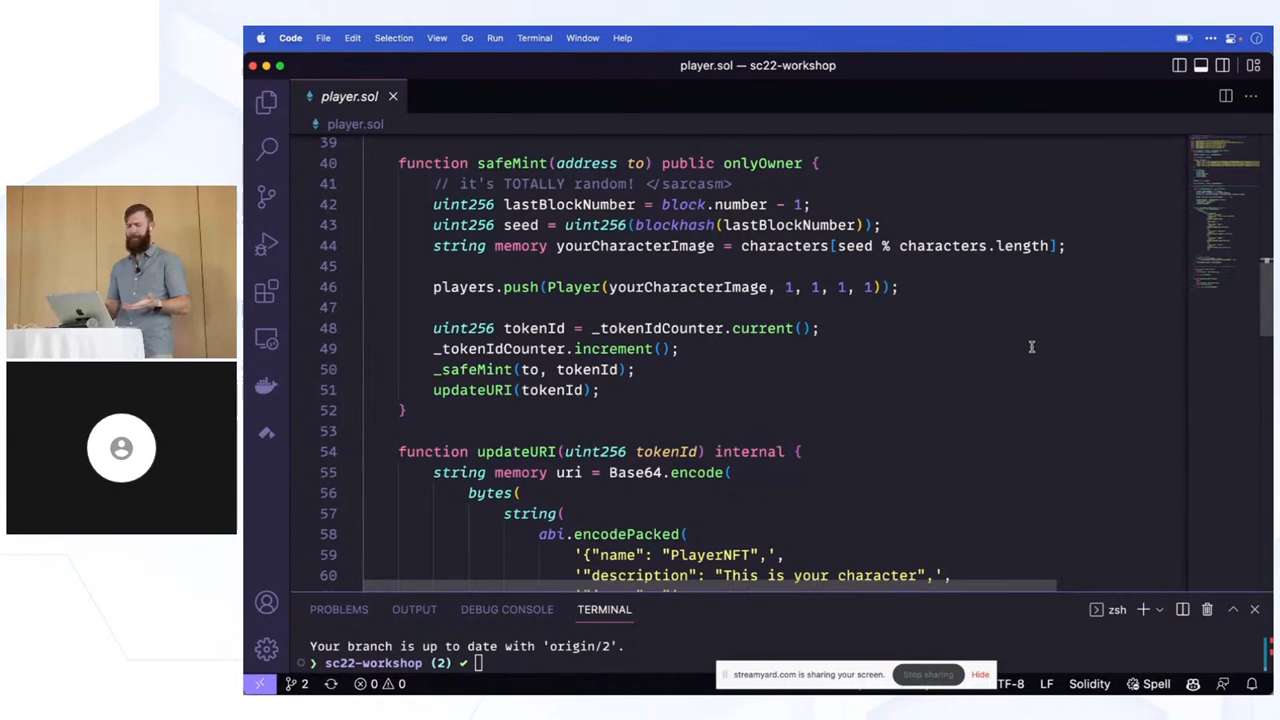 Code File Edit Selection View Go Run Terminal Window Help
player.sol — sc22-workshop
player.sol
player.sol
39
40 function safeMint(address to) public onlyOwner {
41 // it's TOTALLY random! </sarcasm>
42 uint256 lastBlockNumber = block.number - 1;
43 uint256 seed = uint256(blockhash(lastBlockNumber));
44 string memory yourCharacterImage = characters[seed % characters.length];
45
46 players.push(Player(yourCharacterImage, 1, 1, 1, 1));
47
48 uint256 tokenId = _tokenIdCounter.current();
49 _tokenIdCounter.increment();
50 _safeMint(to, tokenId);
51 updateURI(tokenId);
52 }
53
54 function updateURI(uint256 tokenId) internal {
55 string memory uri = Base64.encode(
56 bytes(
57 string(
58 abi.encodePacked(
59 '{"name": "PlayerNFT",',
60 '"description": "This is your character",',
PROBLEMS OUTPUT DEBUG CONSOLE TERMINAL zsh
Your branch is up to date with 'origin/2'.
❯ sc22-workshop (2) ✔
streamyard.com is sharing your screen. Stop sharing Hide
2 0 0 TF-8 LF Solidity Spell